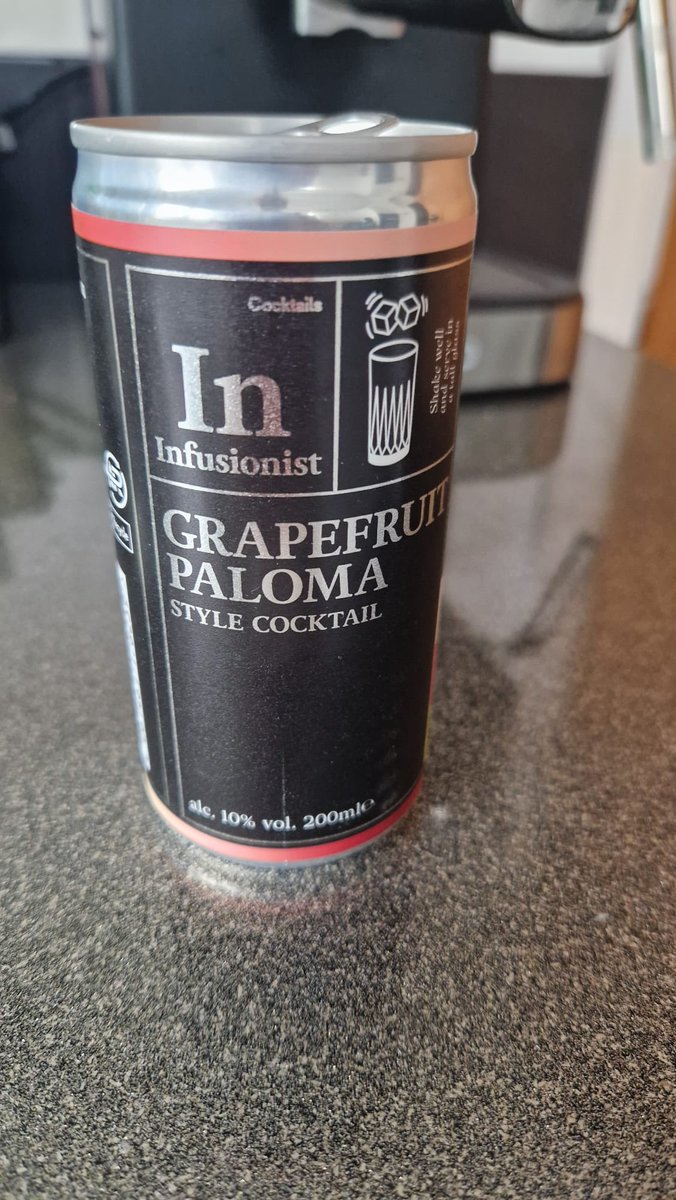 Cocktails
In
Infusionist
Shake well
and serve in
a tall glass
GRAPEFRUIT
PALOMA
STYLE COCKTAIL
alc. 10% vol. 200ml℮